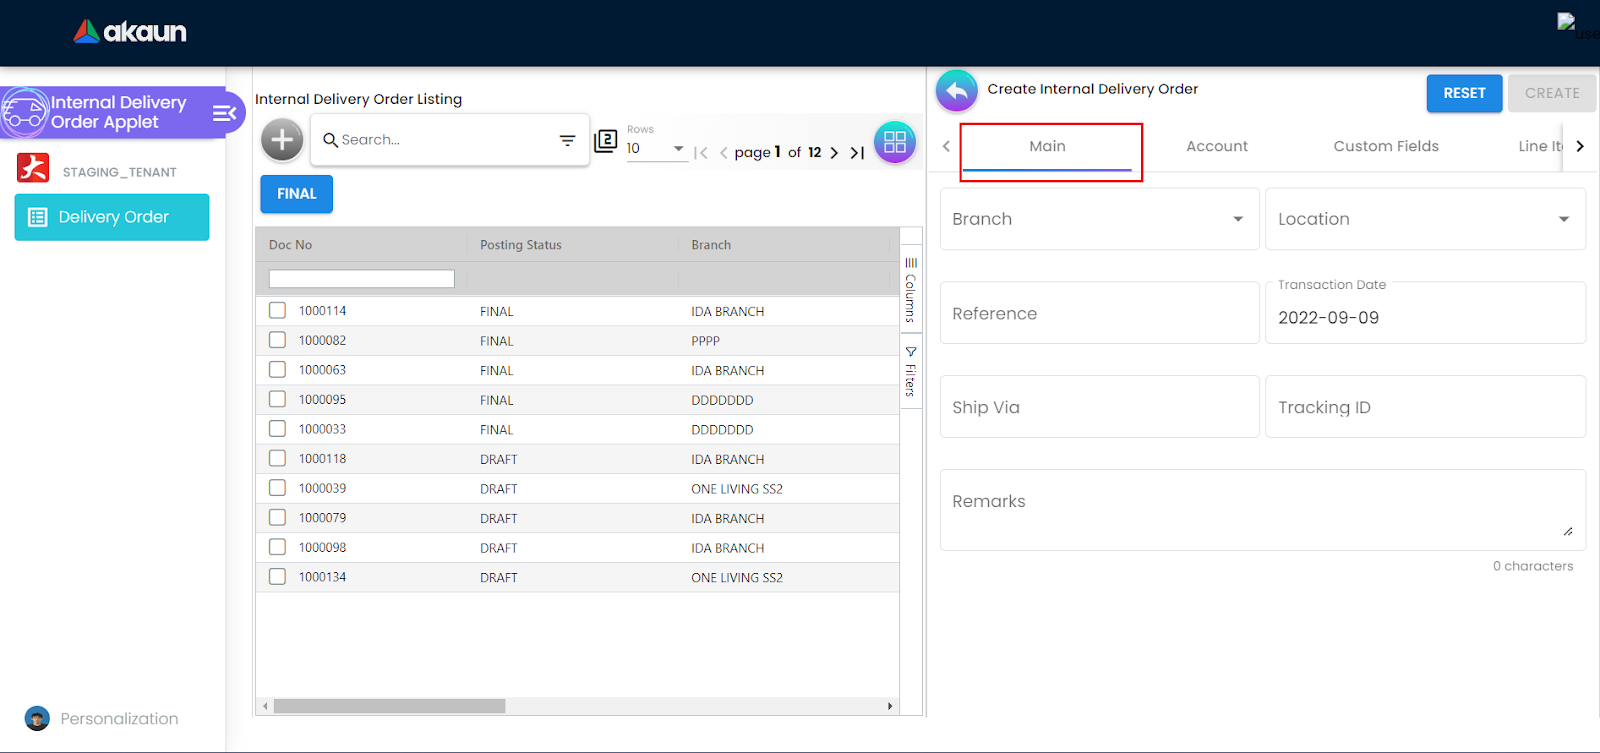 akaun
use
Internal Delivery
Order Applet
STAGING_TENANT
Delivery Order
Personalization
Internal Delivery Order Listing
Search...
2
Rows
10
page 1 of 12
FINAL
Doc No Posting Status Branch
1000114 FINAL IDA BRANCH
1000082 FINAL PPPP
1000063 FINAL IDA BRANCH
1000095 FINAL DDDDDDD
1000033 FINAL DDDDDDD
1000118 DRAFT IDA BRANCH
1000039 DRAFT ONE LIVING SS2
1000079 DRAFT IDA BRANCH
1000098 DRAFT IDA BRANCH
1000134 DRAFT ONE LIVING SS2
Columns
Filters
Create Internal Delivery Order
RESET
CREATE
Main Account Custom Fields Line It
Branch
Location
Reference
Transaction Date
2022-09-09
Ship Via
Tracking ID
Remarks
0 characters